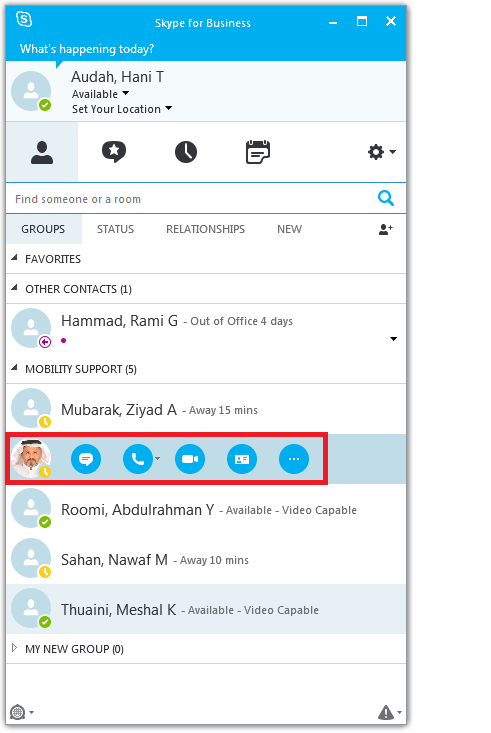 Skype for Business
What's happening today?
Audah, Hani T
Available
Set Your Location
Find someone or a room
GROUPS STATUS RELATIONSHIPS NEW
FAVORITES
OTHER CONTACTS (1)
Hammad, Rami G - Out of Office 4 days
MOBILITY SUPPORT (5)
Mubarak, Ziyad A - Away 15 mins
Roomi, Abdulrahman Y - Available - Video Capable
Sahan, Nawaf M - Away 10 mins
Thuaini, Meshal K - Available - Video Capable
MY NEW GROUP (0)